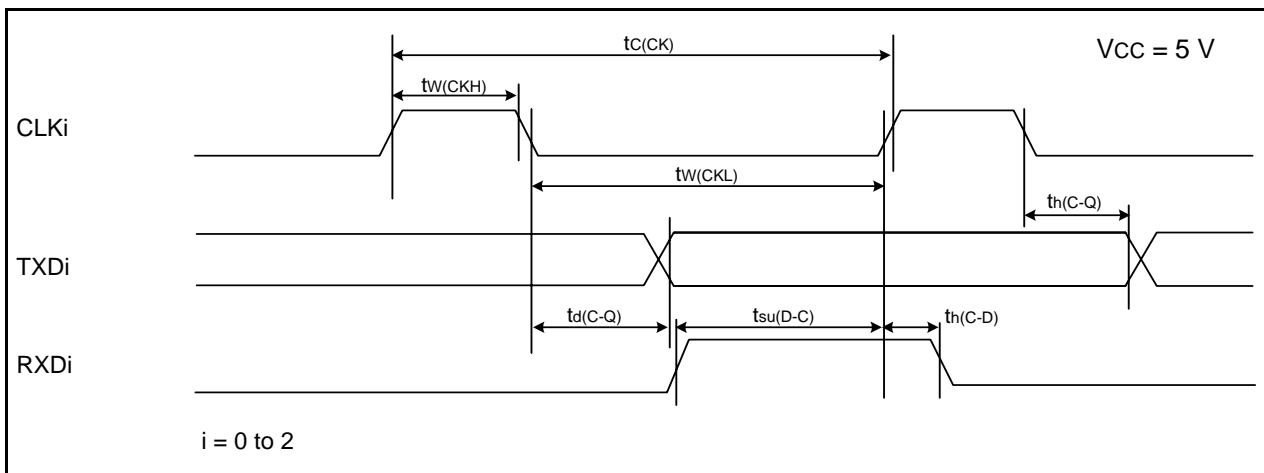 tC(CK)
VCC = 5 V
tW(CKH)
CLKi
tW(CKL)
th(C-Q)
TXDi
td(C-Q)
tsu(D-C)
th(C-D)
RXDi
i = 0 to 2